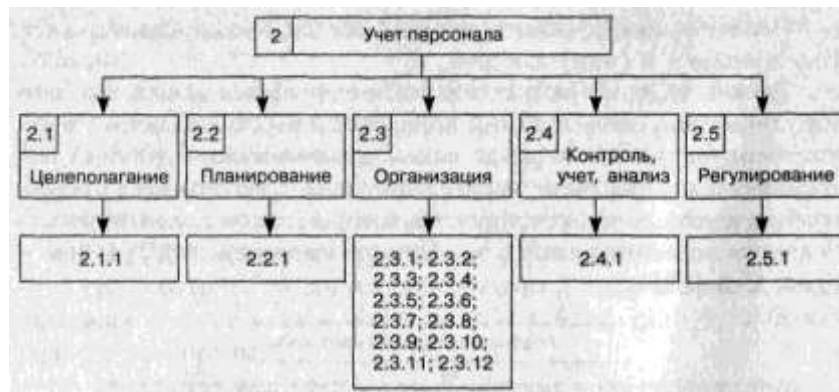 2 Учет персонала
2.1
Целеполагание
2.2
Планирование
2.3
Организация
2.4
Контроль,
учет, анализ
2.5
Регулирование
2.1.1
2.2.1
2.3.1; 2.3.2;
2.3.3; 2.3.4;
2.3.5; 2.3.6;
2.3.7; 2.3.8;
2.3.9; 2.3.10;
2.3.11; 2.3.12
2.4.1
2.5.1